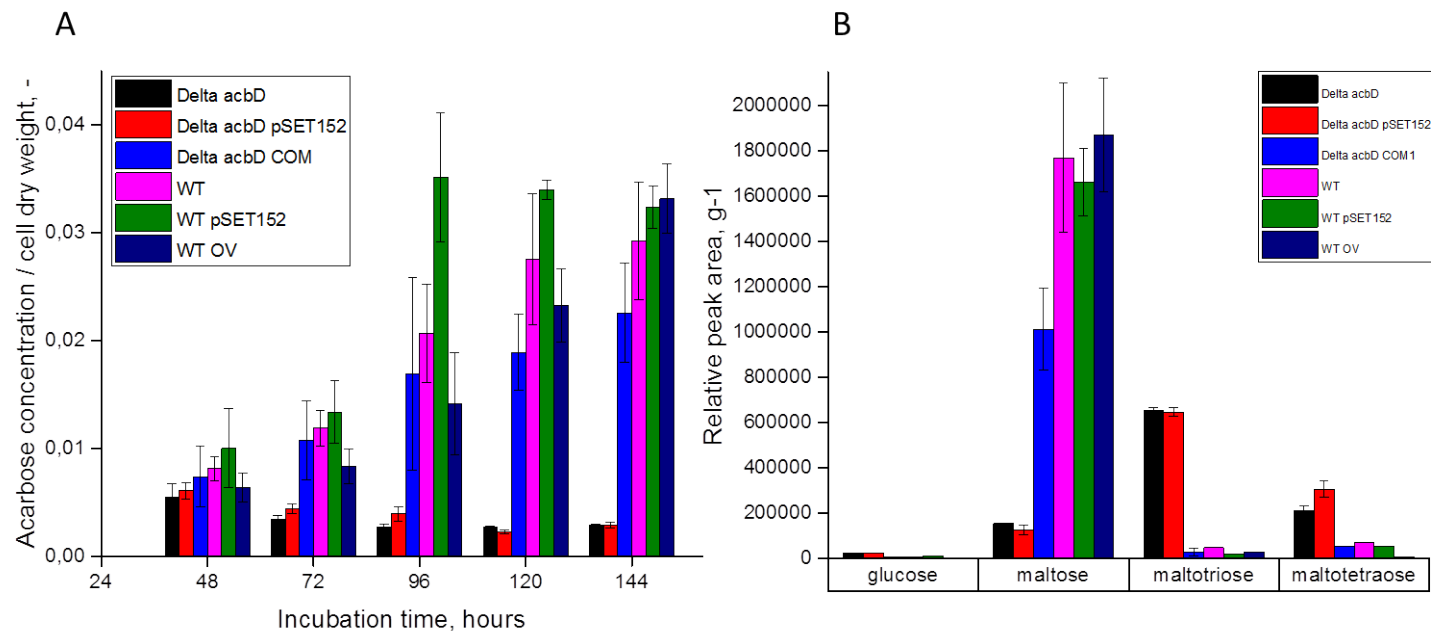 A
Acarbose concentration / cell dry weight, -
0,04
0,03
0,02
0,01
0,00
Delta acbD
Delta acbD pSET152
Delta acbD COM
WT
WT pSET152
WT OV
24 48 72 96 120 144
Incubation time, hours
B
Relative peak area, g-1
2000000
1800000
1600000
1400000
1200000
1000000
800000
600000
400000
200000
0
Delta acbD
Delta acbD pSET152
Delta acbD COM1
WT
WT pSET152
WT OV
glucose maltose maltotriose maltotetraose